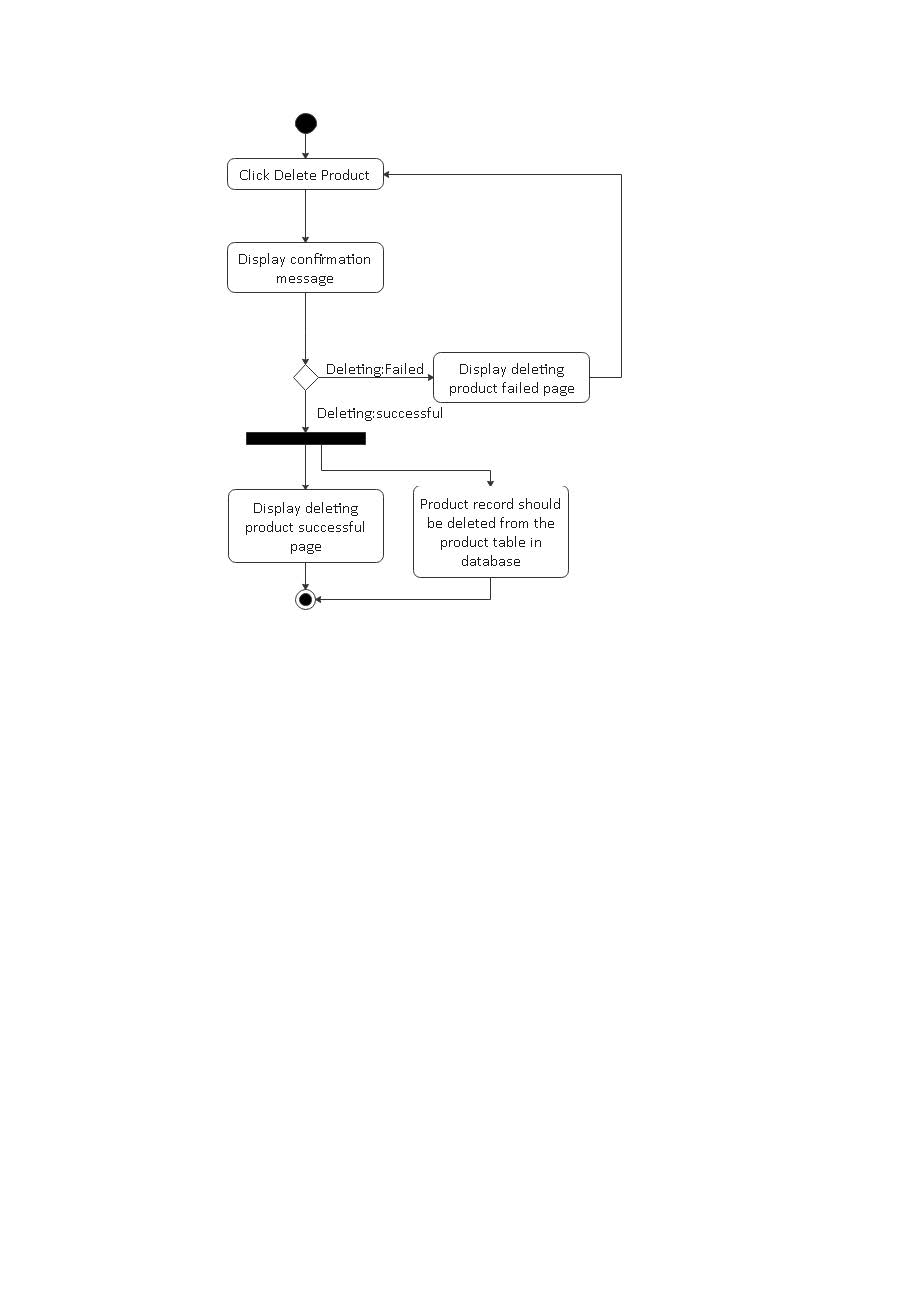 Click Delete Product
Display confirmation
message
Deleting:Failed
Display deleting
product failed page
Deleting:successful
Display deleting
product successful
page
Product record should
be deleted from the
product table in
database